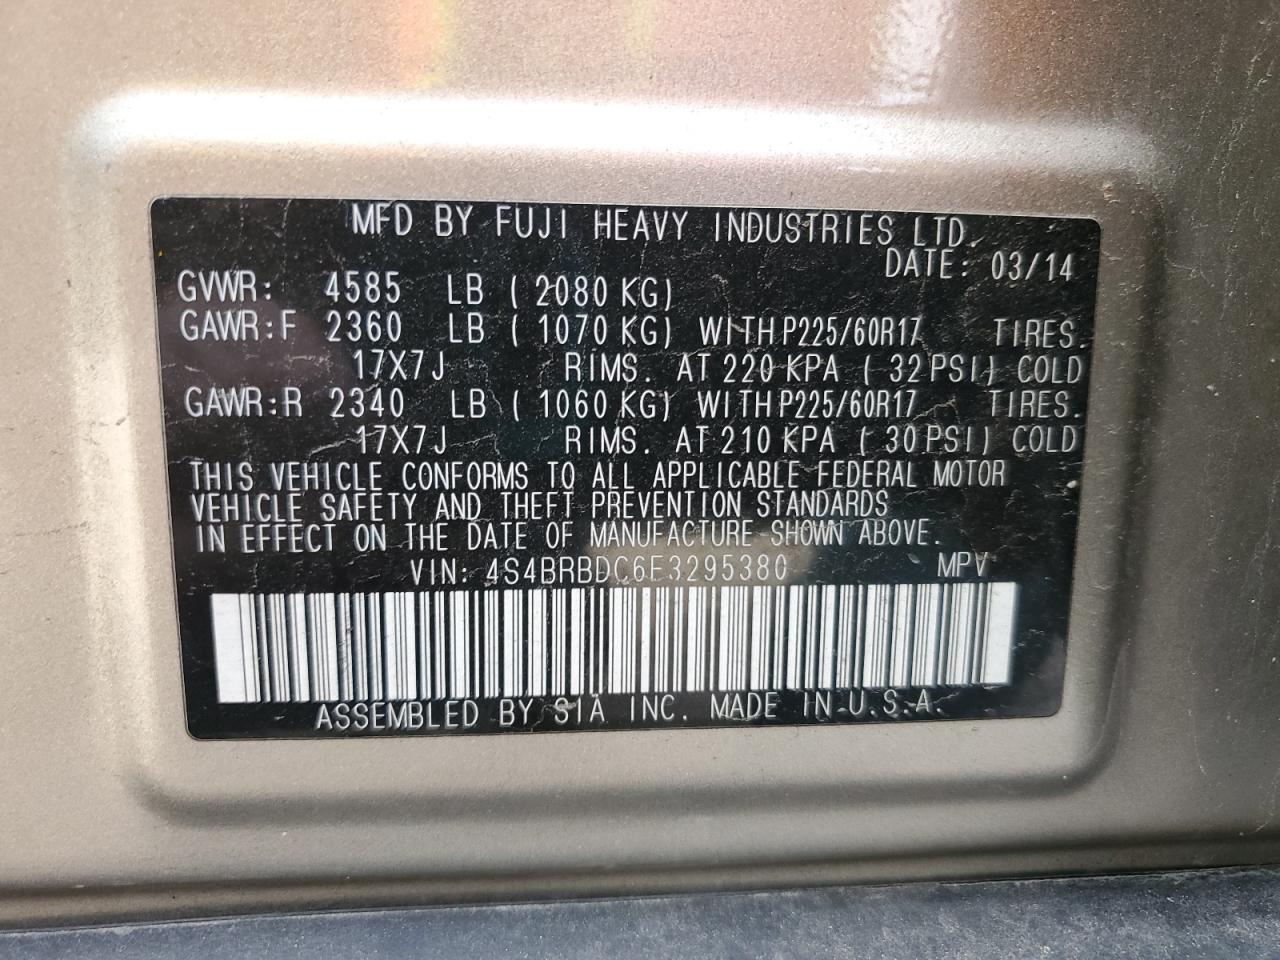 MFD BY FUJI HEAVY INDUSTRIES LTD.
DATE: 03/14
GVWR: 4585 LB ( 2080 KG)
GAWR:F 2360 LB ( 1070 KG) WITH P225/60R17 TIRES.
17X7J RIMS. AT 220 KPA ( 32 PSI) COLD
GAWR:R 2340 LB ( 1060 KG) WITH P225/60R17 TIRES.
17X7J RIMS. AT 210 KPA ( 30 PSI) COLD
THIS VEHICLE CONFORMS TO ALL APPLICABLE FEDERAL MOTOR
VEHICLE SAFETY AND THEFT PREVENTION STANDARDS
IN EFFECT ON THE DATE OF MANUFACTURE SHOWN ABOVE.
VIN: 4S4BRBDC6E3295380 MPV
ASSEMBLED BY SIA INC. MADE IN U.S.A.